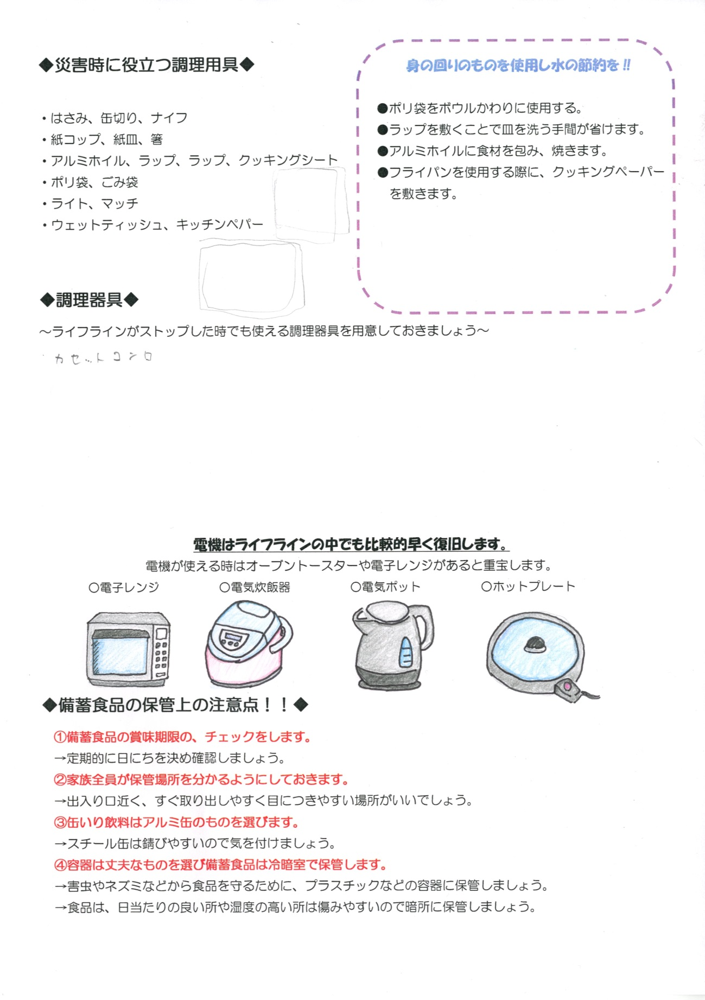 ◆災害時に役立つ調理用具◆
・はさみ、缶切り、ナイフ
・紙コップ、紙皿、箸
・アルミホイル、ラップ、ラップ、クッキングシート
・ポリ袋、ごみ袋
・ライト、マッチ
・ウェットティッシュ、キッチンペパー
身の回りのものを使用し水の節約を!!
●ポリ袋をボウルかわりに使用する。
●ラップを敷くことで皿を洗う手間が省けます。
●アルミホイルに食材を包み、焼きます。
●フライパンを使用する際に、クッキングペーパー
を敷きます。
◆調理器具◆
～ライフラインがストップした時でも使える調理器具を用意しておきましょう～
・カセットコンロ
電機はライフラインの中でも比較的早く復旧します。
電機が使える時はオーブントースターや電子レンジがあると重宝します。
○電子レンジ ○電気炊飯器 ○電気ポット ○ホットプレート
◆備蓄食品の保管上の注意点！！◆
①備蓄食品の賞味期限の、チェックをします。
→定期的に日にちを決め確認しましょう。
②家族全員が保管場所を分かるようにしておきます。
→出入り口近く、すぐ取り出しやすく目につきやすい場所がいいでしょう。
③缶いり飲料はアルミ缶のものを選びます。
→スチール缶は錆びやすいので気を付けましょう。
④容器は丈夫なものを選び備蓄食品は冷暗室で保管します。
→害虫やネズミなどから食品を守るために、プラスチックなどの容器に保管しましょう。
→食品は、日当たりの良い所や湿度の高い所は傷みやすいので暗所に保管しましょう。